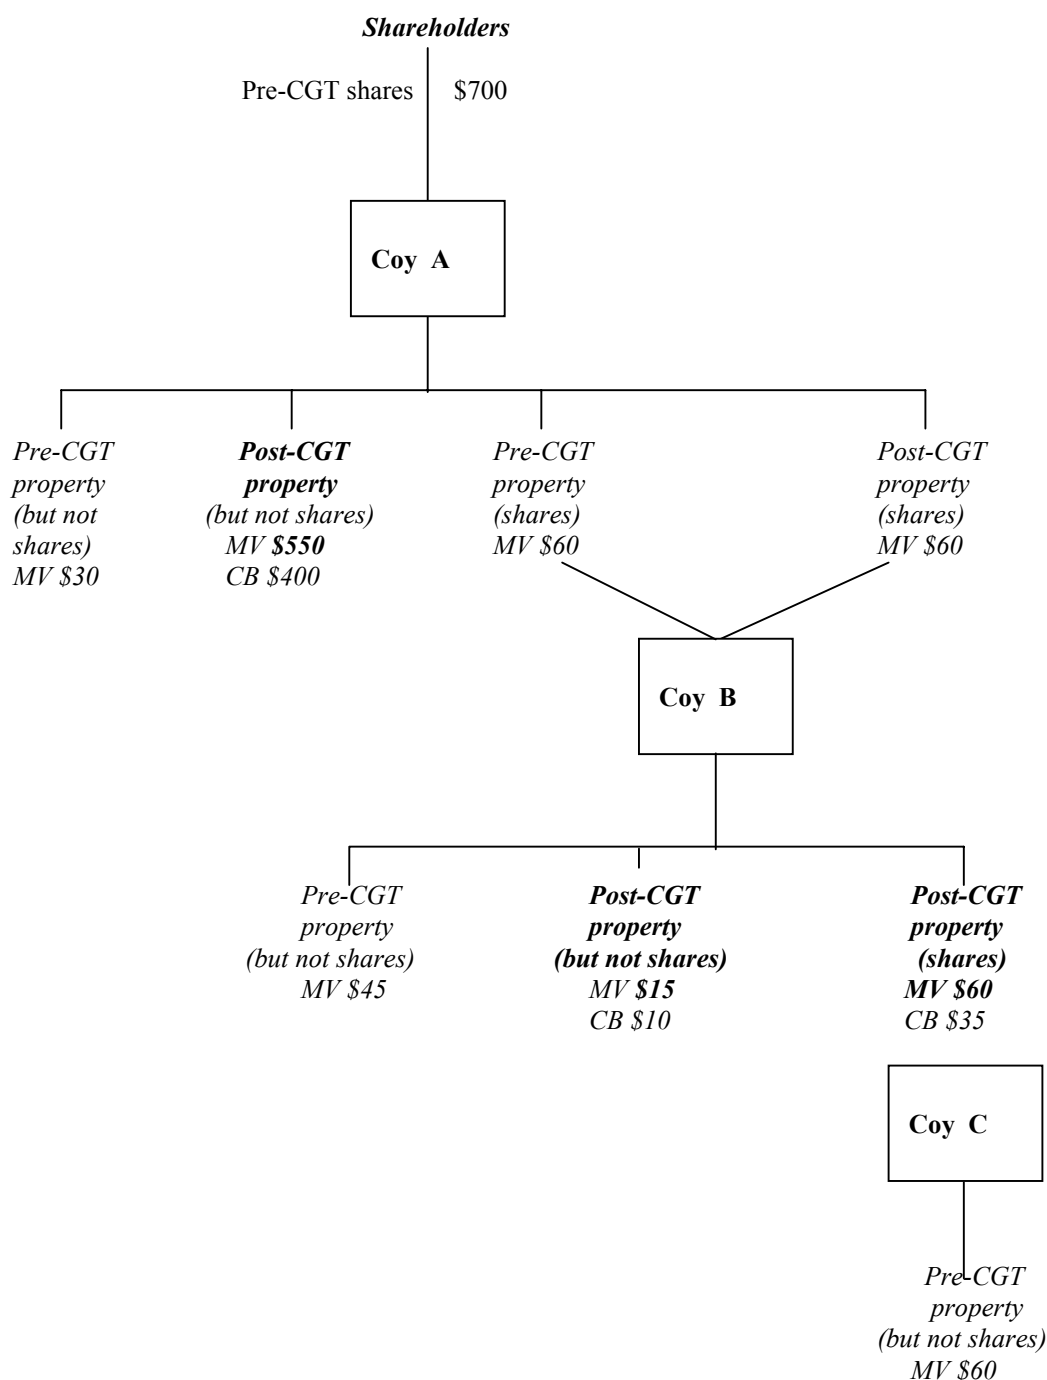 Shareholders
Pre-CGT shares $700
Coy A
Pre-CGT
property
(but not
shares)
MV $30
Post-CGT
property
(but not shares)
MV $550
CB $400
Pre-CGT
property
(shares)
MV $60
Post-CGT
property
(shares)
MV $60
Coy B
Pre-CGT
property
(but not shares)
MV $45
Post-CGT
property
(but not shares)
MV $15
CB $10
Post-CGT
property
(shares)
MV $60
CB $35
Coy C
Pre-CGT
property
(but not shares)
MV $60